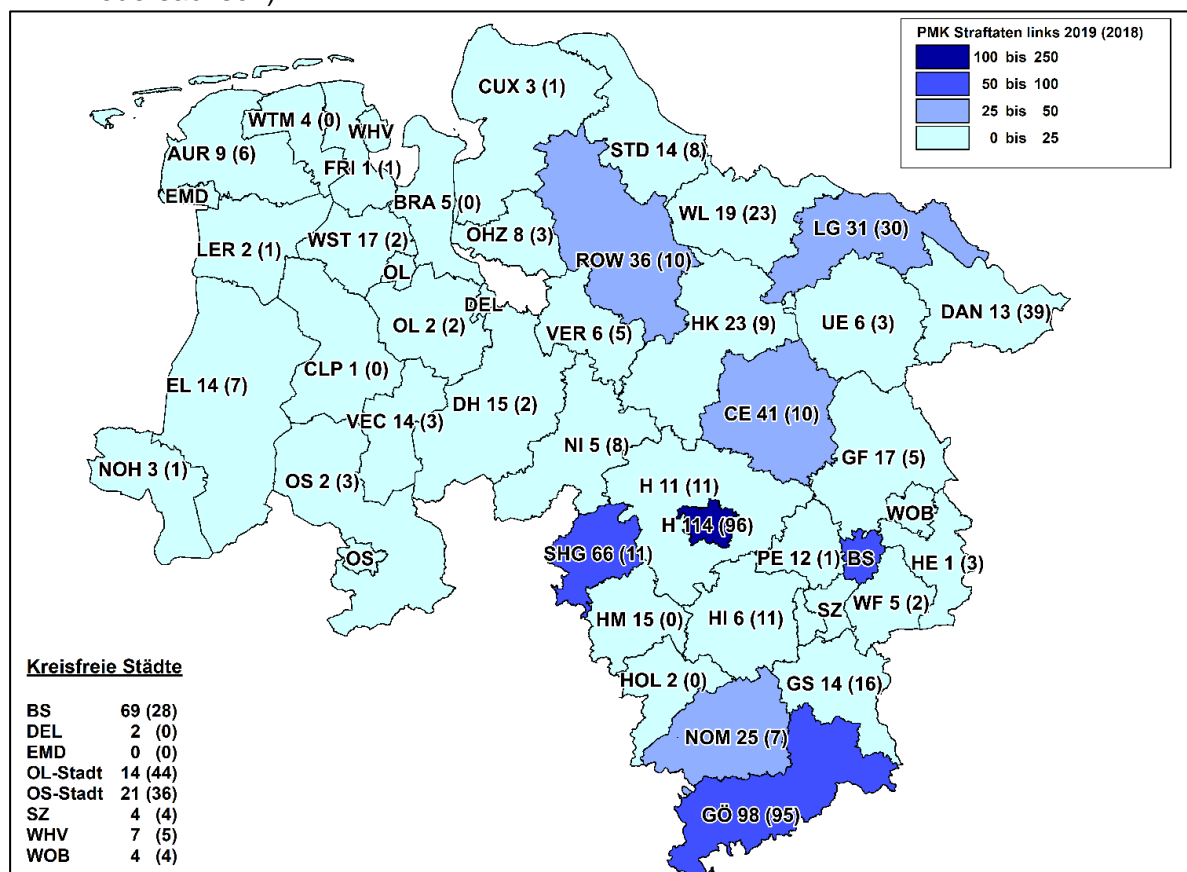 PMK Straftaten links 2019 (2018)
100 bis 250
50 bis 100
25 bis 50
0 bis 25
CUX 3 (1)
WTM 4 (0)
WHV
AUR 9 (6)
STD 14 (8)
FRI 1 (1)
EMD
BRA 5 (0)
WL 19 (23)
LG 31 (30)
LER 2 (1)
WST 17 (2)
OHZ 8 (3)
ROW 36 (10)
OL
DEL
DAN 13 (39)
OL 2 (2)
VER 6 (5)
HK 23 (9)
UE 6 (3)
CLP 1 (0)
EL 14 (7)
DH 15 (2)
CE 41 (10)
VEC 14 (3)
NI 5 (8)
NOH 3 (1)
OS 2 (3)
GF 17 (5)
H 11 (11)
WOB
H 114 (96)
OS
SHG 66 (11)
PE 12 (1)
BS
HE 1 (3)
HM 15 (0)
HI 6 (11)
SZ
WF 5 (2)
HOL 2 (0)
GS 14 (16)
NOM 25 (7)
GÖ 98 (95)
Kreisfreie Städte
BS 69 (28)
DEL 2 (0)
EMD 0 (0)
OL-Stadt 14 (44)
OS-Stadt 21 (36)
SZ 4 (4)
WHV 7 (5)
WOB 4 (4)